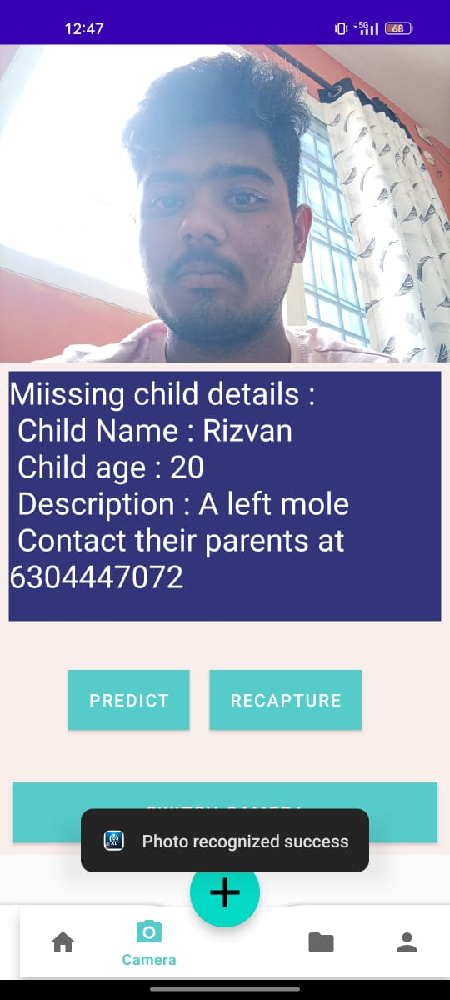 12:47
5G
68
Miissing child details :
Child Name : Rizvan
Child age : 20
Description : A left mole
Contact their parents at
6304447072
PREDICT
RECAPTURE
Photo recognized success
Camera